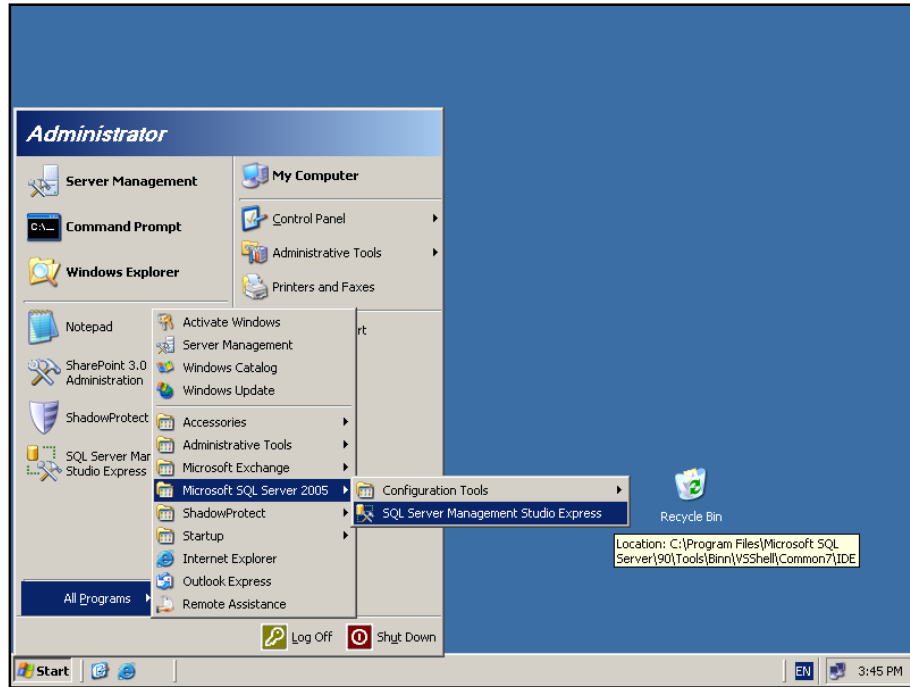 Administrator
Server Management
Command Prompt
Windows Explorer
Notepad
SharePoint 3.0
Administration
ShadowProtect
SQL Server Mar
Studio Express
All Programs
My Computer
Control Panel
Administrative Tools
Printers and Faxes
rt
Activate Windows
Server Management
Windows Catalog
Windows Update
Accessories
Administrative Tools
Microsoft Exchange
Microsoft SQL Server 2005
ShadowProtect
Startup
Internet Explorer
Outlook Express
Remote Assistance
Configuration Tools
SQL Server Management Studio Express
Recycle Bin
Location: C:\Program Files\Microsoft SQL
Server\90\Tools\Binn\VSShell\Common7\IDE
Log Off
Shut Down
Start
EN
3:45 PM